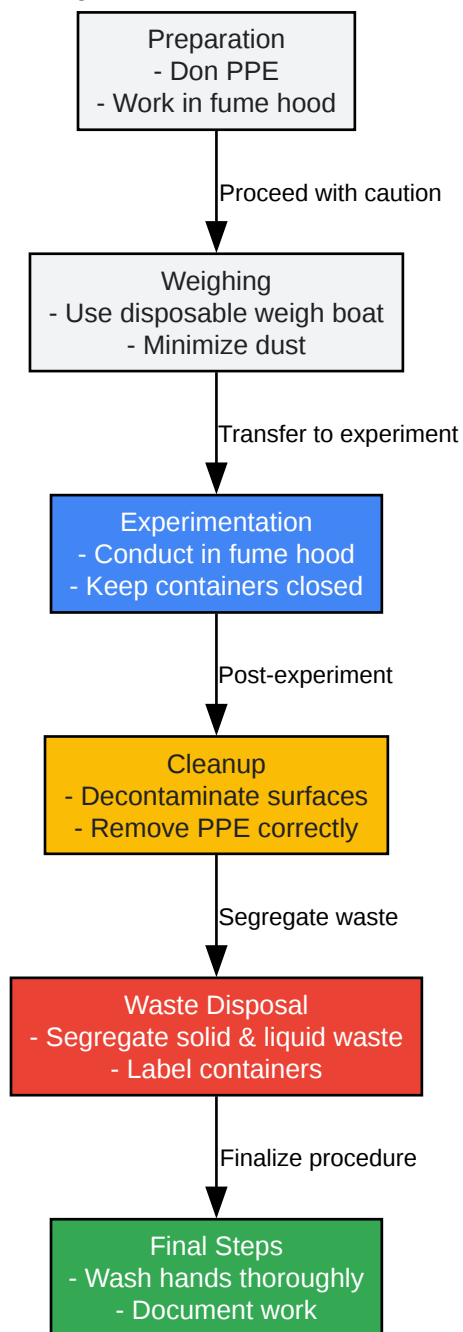 Preparation
- Don PPE
- Work in fume hood
Proceed with caution
Weighing
- Use disposable weigh boat
- Minimize dust
Transfer to experiment
Experimentation
- Conduct in fume hood
- Keep containers closed
Post-experiment
Cleanup
- Decontaminate surfaces
- Remove PPE correctly
Segregate waste
Waste Disposal
- Segregate solid & liquid waste
- Label containers
Finalize procedure
Final Steps
- Wash hands thoroughly
- Document work